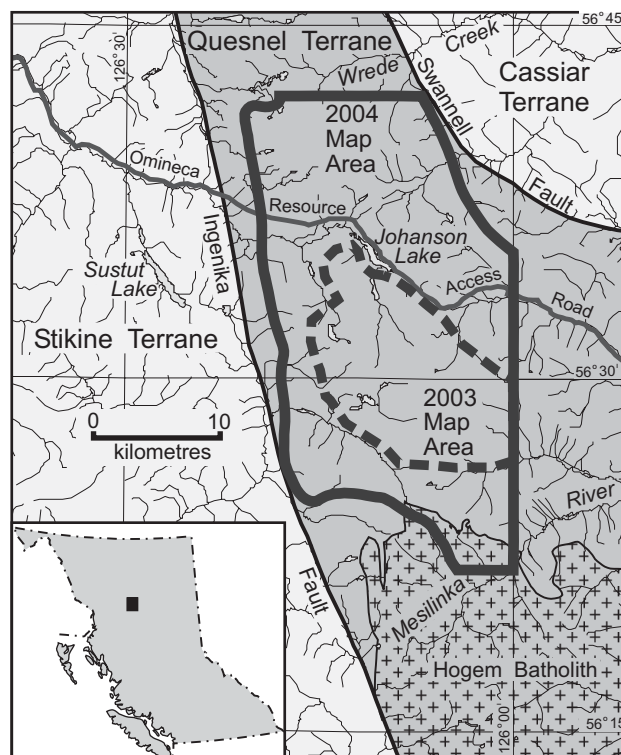 56°45'
126°30'
Quesnel Terrane
Creek
Wrede
Swannell
Cassiar
Terrane
2004
Map
Area
Fault
Omineca
Resource
Johanson
Lake
Ingenika
Access
Road
Sustut
Lake
Stikine Terrane
56°30'
0 10
kilometres
2003
Map
Area
River
Fault
Mesilinka
Hogem Batholith
126°00'
56°15'